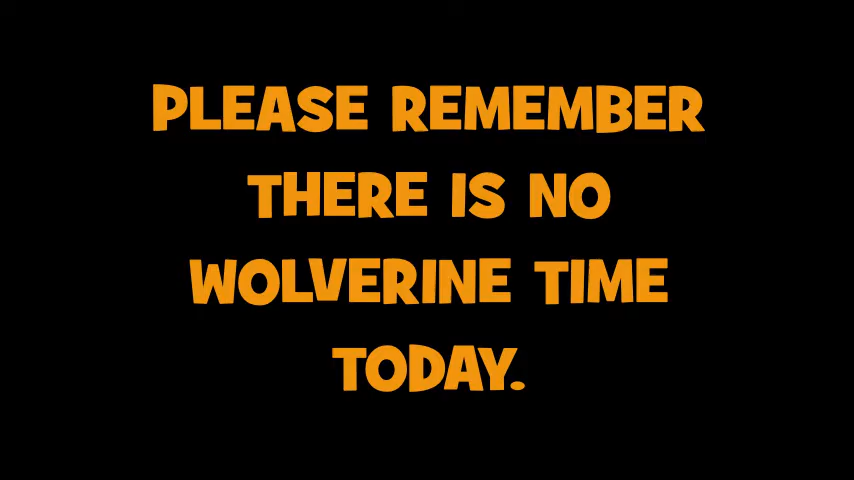 PLEASE REMEMBER
THERE IS NO
WOLVERINE TIME
TODAY.